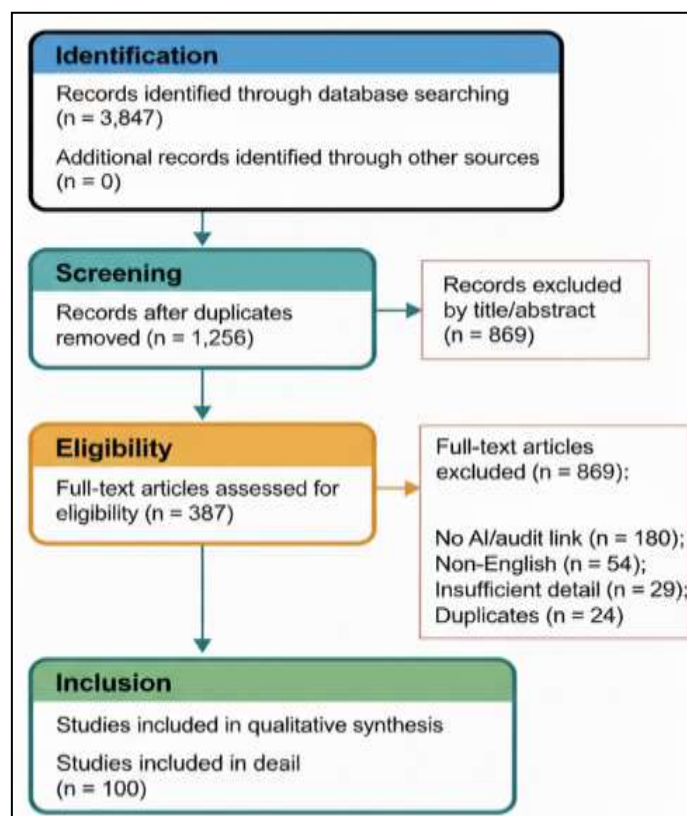 Identification
Records identified through database searching
(n = 3,847)
Additional records identified through other sources
(n = 0)
Screening
Records after duplicates
removed (n = 1,256)
Records excluded
by title/abstract
(n = 869)
Eligibility
Full-text articles assessed for
eligibility (n = 387)
Full-text articles
excluded (n = 869):
No AI/audit link (n = 180);
Non-English (n = 54);
Insufficient detail (n = 29);
Duplicates (n = 24)
Inclusion
Studies included in qualitative synthesis
Studies included in deail
(n = 100)